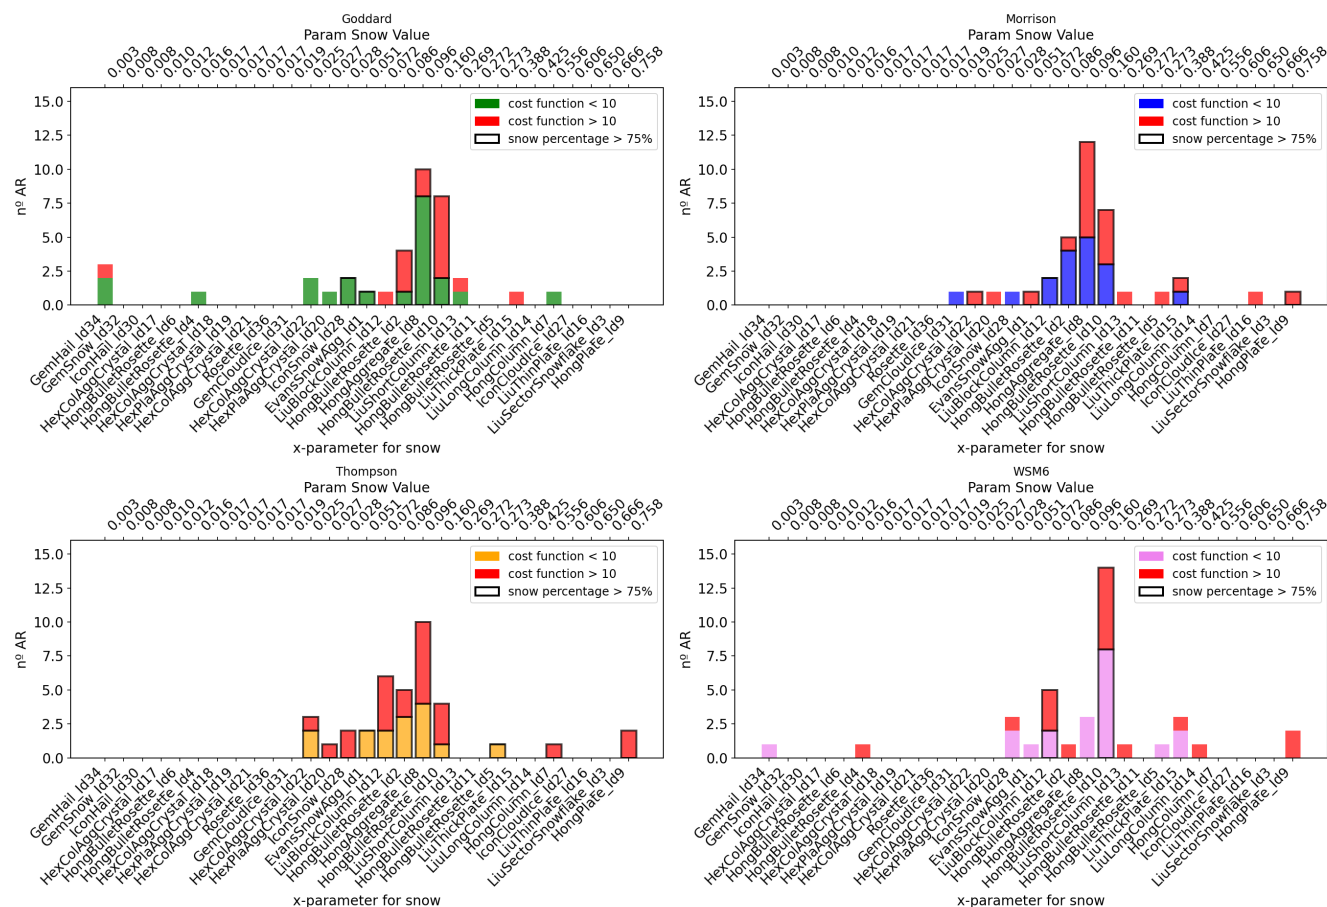 Goddard
Param Snow Value
0.003
0.008
0.008
0.010
0.012
0.016
0.017
0.017
0.017
0.017
0.019
0.025
0.027
0.028
0.051
0.072
0.086
0.096
0.160
0.269
0.272
0.273
0.388
0.425
0.556
0.606
0.650
0.666
0.758
15.0
12.5
10.0
7.5
5.0
2.5
0.0
nº AR
cost function < 10
cost function > 10
snow percentage > 75%
GemHail_Id34
GemSnow_Id32
IconHail_Id30
HexColAggCrystal_Id17
HongBulletRosette_Id6
HongBulletRosette_Id4
HexColAggCrystal_Id18
HexPlaAggCrystal_Id19
HexColAggCrystal_Id21
Rosette_Id36
GemCloudIce_Id31
HexColAggCrystal_Id22
HexPlaAggCrystal_Id20
IconSnow_Id28
EvansSnowAgg_Id1
LiuBlockColumn_Id12
HongBulletRosette_Id2
HongAggregate_Id8
HongBulletRosette_Id10
LiuShortColumn_Id13
HongBulletRosette_Id11
HongBulletRosette_Id5
LiuThickPlate_Id15
LiuLongColumn_Id14
HongColumn_Id7
IconCloudIce_Id27
LiuThinPlate_Id16
LiuSectorSnowflake_Id3
HongPlate_Id9
x-parameter for snow
Morrison
Param Snow Value
0.003
0.008
0.008
0.010
0.012
0.016
0.017
0.017
0.017
0.017
0.019
0.025
0.027
0.028
0.051
0.072
0.086
0.096
0.160
0.269
0.272
0.273
0.388
0.425
0.556
0.606
0.650
0.666
0.758
15.0
12.5
10.0
7.5
5.0
2.5
0.0
nº AR
cost function < 10
cost function > 10
snow percentage > 75%
GemHail_Id34
GemSnow_Id32
IconHail_Id30
HexColAggCrystal_Id17
HongBulletRosette_Id6
HongBulletRosette_Id4
HexColAggCrystal_Id18
HexPlaAggCrystal_Id19
HexColAggCrystal_Id21
Rosette_Id36
GemCloudIce_Id31
HexColAggCrystal_Id22
HexPlaAggCrystal_Id20
IconSnow_Id28
EvansSnowAgg_Id1
LiuBlockColumn_Id12
HongBulletRosette_Id2
HongAggregate_Id8
HongBulletRosette_Id10
LiuShortColumn_Id13
HongBulletRosette_Id11
HongBulletRosette_Id5
LiuThickPlate_Id15
LiuLongColumn_Id14
HongColumn_Id7
IconCloudIce_Id27
LiuThinPlate_Id16
LiuSectorSnowflake_Id3
HongPlate_Id9
x-parameter for snow
Thompson
Param Snow Value
0.003
0.008
0.008
0.010
0.012
0.016
0.017
0.017
0.017
0.017
0.019
0.025
0.027
0.028
0.051
0.072
0.086
0.096
0.160
0.269
0.272
0.273
0.388
0.425
0.556
0.606
0.650
0.666
0.758
15.0
12.5
10.0
7.5
5.0
2.5
0.0
nº AR
cost function < 10
cost function > 10
snow percentage > 75%
GemHail_Id34
GemSnow_Id32
IconHail_Id30
HexColAggCrystal_Id17
HongBulletRosette_Id6
HongBulletRosette_Id4
HexColAggCrystal_Id18
HexPlaAggCrystal_Id19
HexColAggCrystal_Id21
Rosette_Id36
GemCloudIce_Id31
HexColAggCrystal_Id22
HexPlaAggCrystal_Id20
IconSnow_Id28
EvansSnowAgg_Id1
LiuBlockColumn_Id12
HongBulletRosette_Id2
HongAggregate_Id8
HongBulletRosette_Id10
LiuShortColumn_Id13
HongBulletRosette_Id11
HongBulletRosette_Id5
LiuThickPlate_Id15
LiuLongColumn_Id14
HongColumn_Id7
IconCloudIce_Id27
LiuThinPlate_Id16
LiuSectorSnowflake_Id3
HongPlate_Id9
x-parameter for snow
WSM6
Param Snow Value
0.003
0.008
0.008
0.010
0.012
0.016
0.017
0.017
0.017
0.017
0.019
0.025
0.027
0.028
0.051
0.072
0.086
0.096
0.160
0.269
0.272
0.273
0.388
0.425
0.556
0.606
0.650
0.666
0.758
15.0
12.5
10.0
7.5
5.0
2.5
0.0
nº AR
cost function < 10
cost function > 10
snow percentage > 75%
GemHail_Id34
GemSnow_Id32
IconHail_Id30
HexColAggCrystal_Id17
HongBulletRosette_Id6
HongBulletRosette_Id4
HexColAggCrystal_Id18
HexPlaAggCrystal_Id19
HexColAggCrystal_Id21
Rosette_Id36
GemCloudIce_Id31
HexColAggCrystal_Id22
HexPlaAggCrystal_Id20
IconSnow_Id28
EvansSnowAgg_Id1
LiuBlockColumn_Id12
HongBulletRosette_Id2
HongAggregate_Id8
HongBulletRosette_Id10
LiuShortColumn_Id13
HongBulletRosette_Id11
HongBulletRosette_Id5
LiuThickPlate_Id15
LiuLongColumn_Id14
HongColumn_Id7
IconCloudIce_Id27
LiuThinPlate_Id16
LiuSectorSnowflake_Id3
HongPlate_Id9
x-parameter for snow